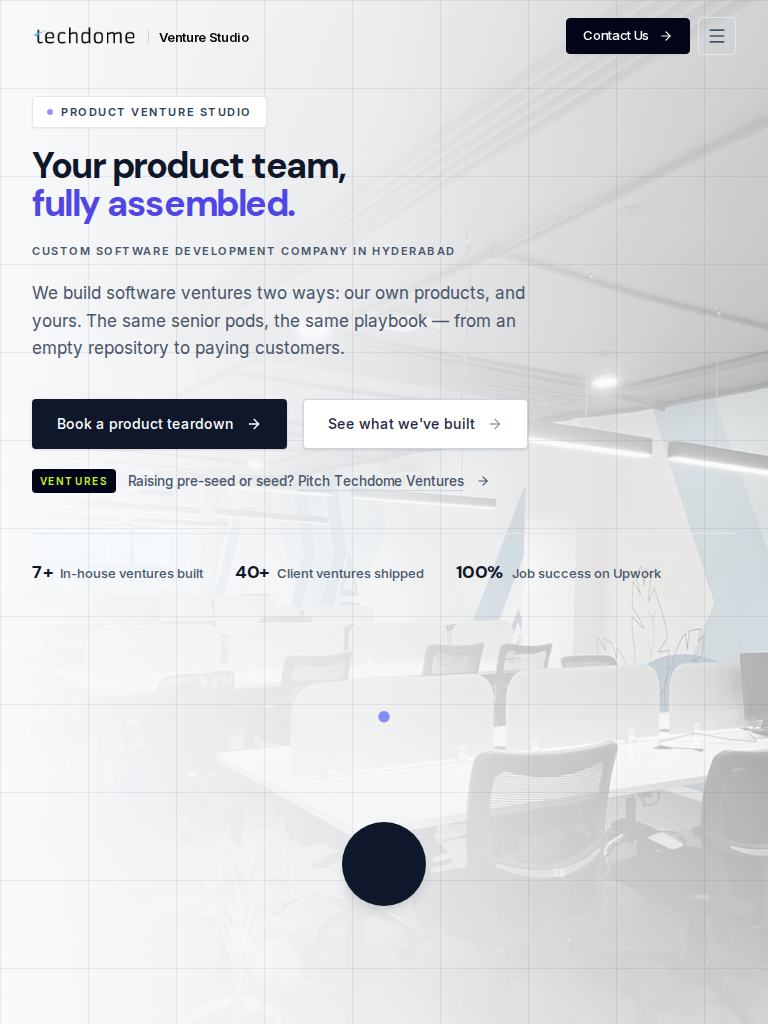 techdome Venture Studio
Contact Us
PRODUCT VENTURE STUDIO
Your product team,
fully assembled.
CUSTOM SOFTWARE DEVELOPMENT COMPANY IN HYDERABAD
We build software ventures two ways: our own products, and
yours. The same senior pods, the same playbook — from an
empty repository to paying customers.
Book a product teardown
See what we've built
VENTURES Raising pre-seed or seed? Pitch Techdome Ventures
7+ In-house ventures built 40+ Client ventures shipped 100% Job success on Upwork